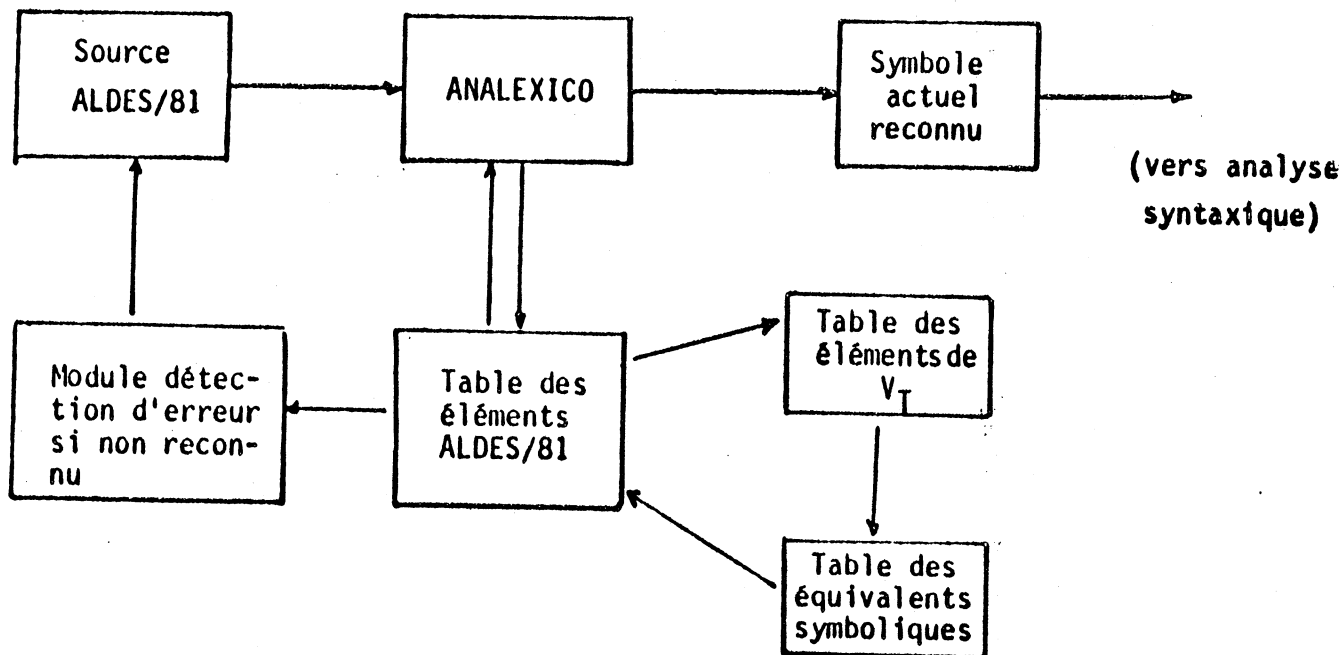 Source
ALDES/81
ANALEXICO
Symbole
actuel
reconnu
(vers analyse
syntaxique)
Module détec-
tion d'erreur
si non recon-
nu
Table des
éléments
ALDES/81
Table des
éléments de
VT
Table des
équivalents
symboliques